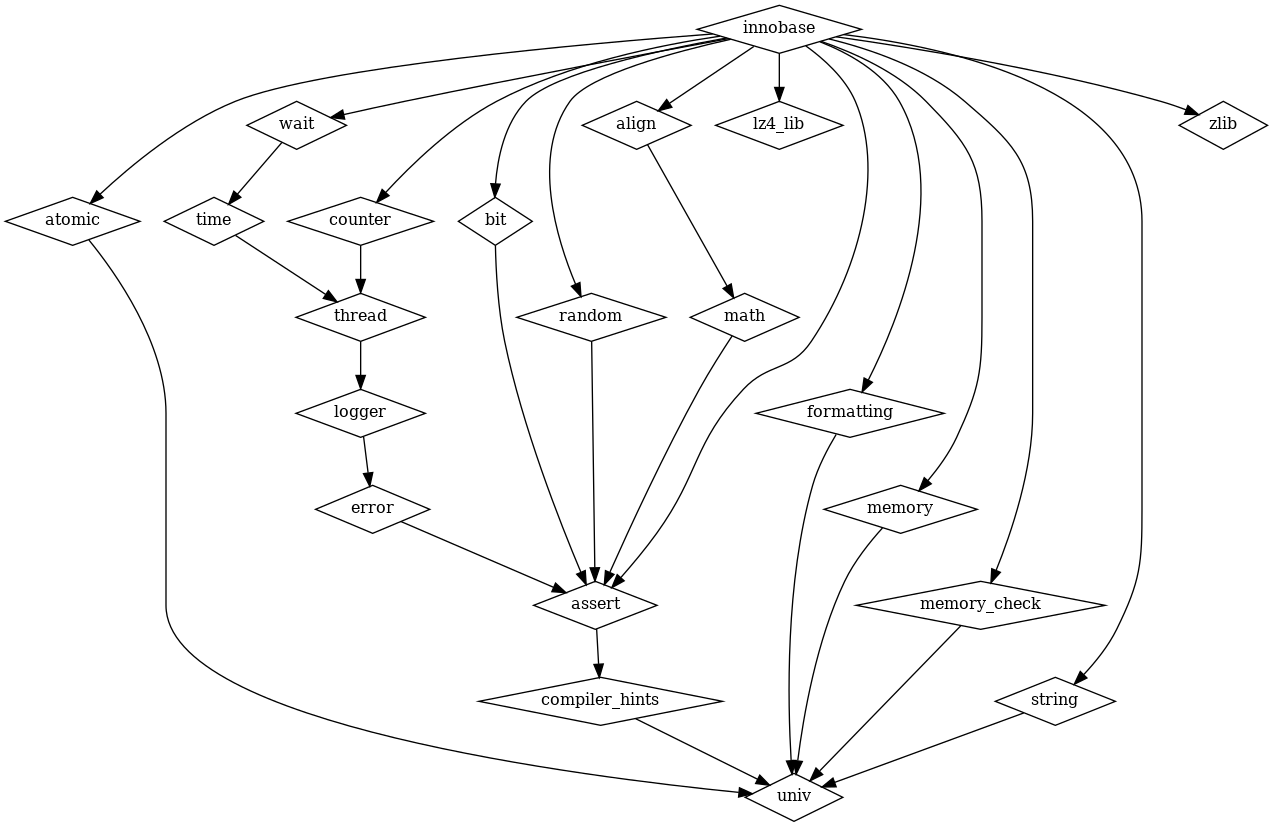 innobase
wait
align
lz4_lib
zlib
atomic
time
counter
bit
thread
random
math
logger
formatting
error
memory
assert
memory_check
compiler_hints
string
univ